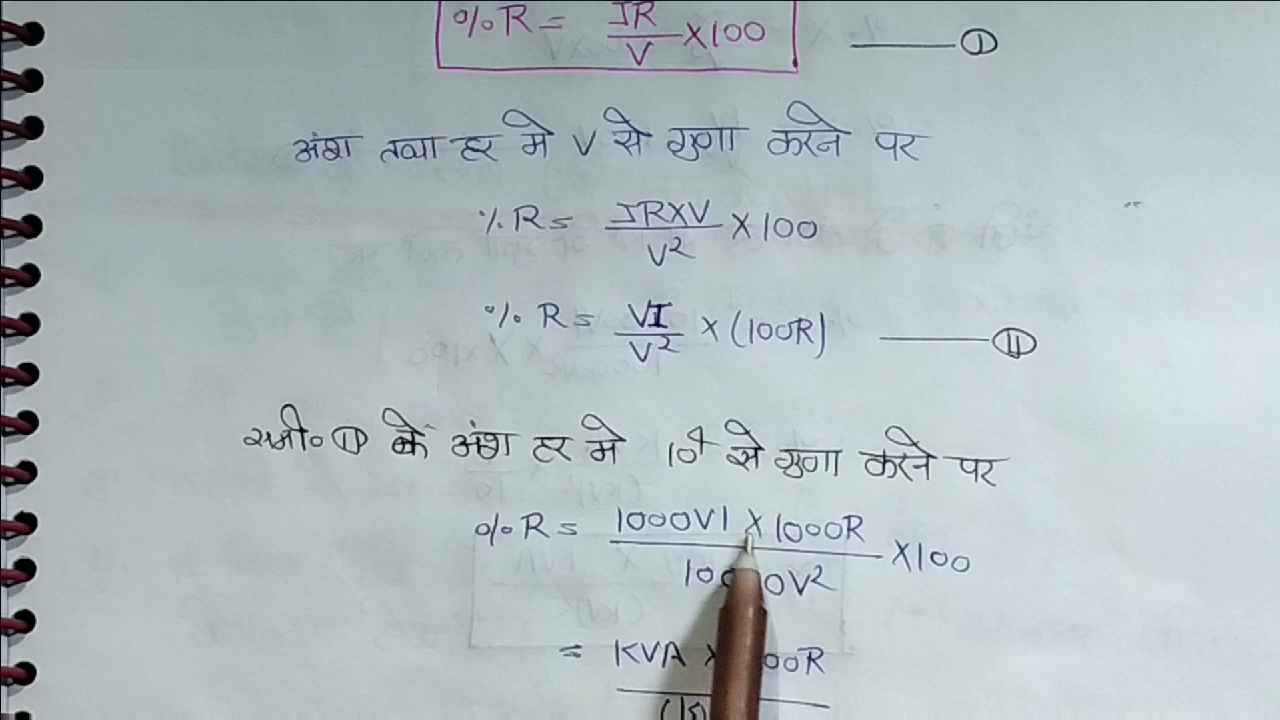 %R = IR/V ×100 —— ①
अंश तथा हर मे V से गुणा करने पर
% R = IR×V/V² × 100
% R = VI/V² × (100R) —— ⑪
समी० ⑪ के अंश हर मे 10⁴ से गुणा करने पर
%R = 1000VI × 1000R / V² ×100
= KVA 00R